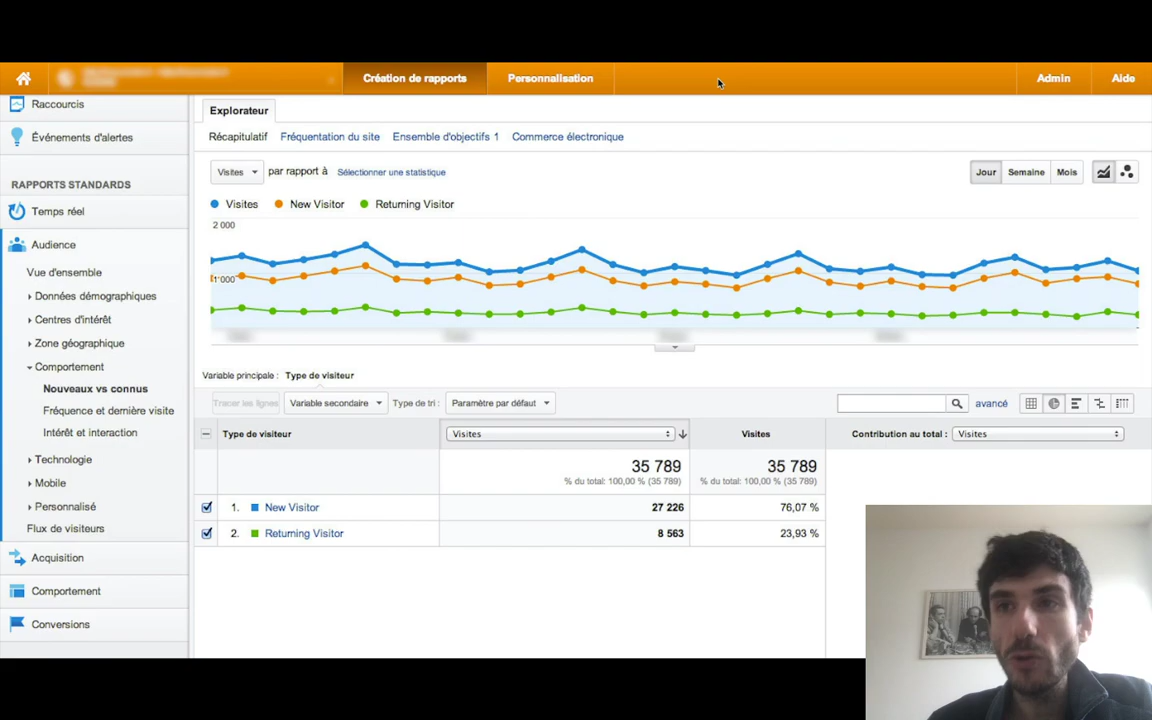 Création de rapports
Personnalisation
Admin
Aide
Raccourcis
Événements d'alertes
RAPPORTS STANDARDS
Temps réel
Audience
Vue d'ensemble
Données démographiques
Centres d'intérêt
Zone géographique
Comportement
Nouveaux vs connus
Fréquence et dernière visite
Intérêt et interaction
Technologie
Mobile
Personnalisé
Flux de visiteurs
Acquisition
Comportement
Conversions
Explorateur
Récapitulatif Fréquentation du site Ensemble d'objectifs 1 Commerce électronique
Visites par rapport à Sélectionner une statistique
Jour Semaine Mois
Visites New Visitor Returning Visitor
2 000
1 000
Variable principale : Type de visiteur
Tracer les lignes Variable secondaire Type de tri : Paramètre par défaut avancé
Type de visiteur Visites Visites Contribution au total : Visites
35 789 35 789
% du total: 100,00 % (35 789) % du total: 100,00 % (35 789)
1. New Visitor 27 226 76,07 %
2. Returning Visitor 8 563 23,93 %